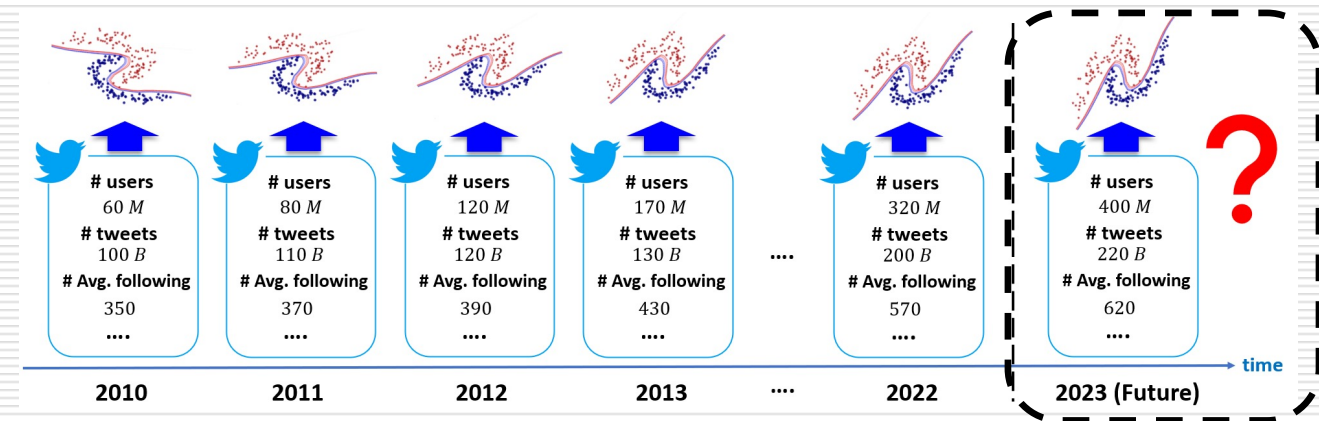 # users
60 M
# tweets
100 B
# Avg. following
350
....
2010
# users
80 M
# tweets
110 B
# Avg. following
370
....
2011
# users
120 M
# tweets
120 B
# Avg. following
390
....
2012
# users
170 M
# tweets
130 B
# Avg. following
430
....
2013
....
....
# users
320 M
# tweets
200 B
# Avg. following
570
....
2022
# users
400 M
# tweets
220 B
# Avg. following
620
....
2023 (Future)
?
time